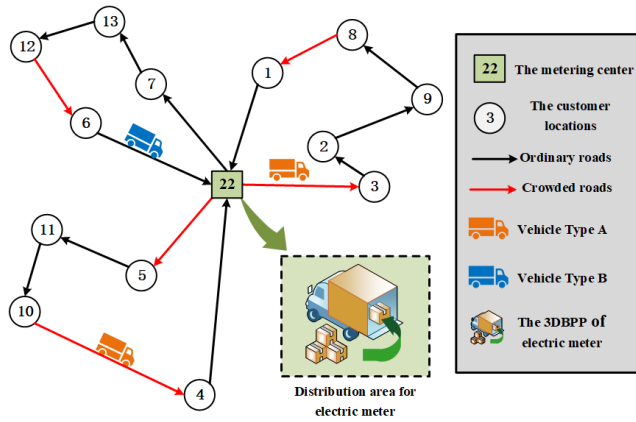 13
12
7
6
8
1
9
2
3
22
11
5
10
4
Distribution area for
electric meter
22
The metering center
3
The customer
locations
Ordinary roads
Crowded roads
Vehicle Type A
Vehicle Type B
The 3DBPP of
electric meter